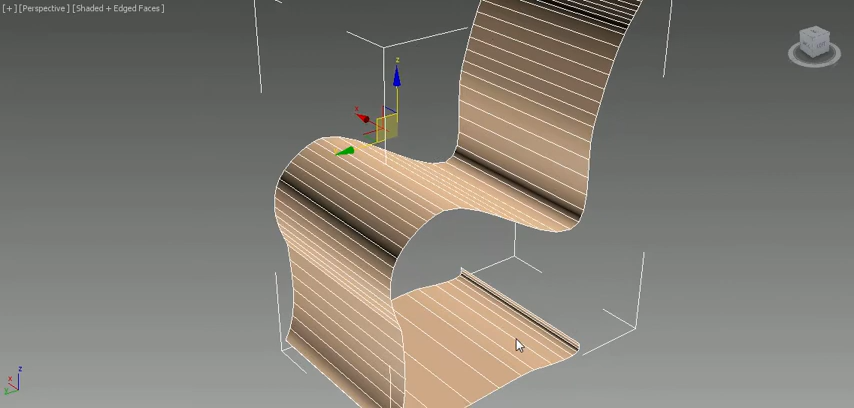 [+] [Perspective] [Shaded + Edged Faces]
z
x
z
x
y